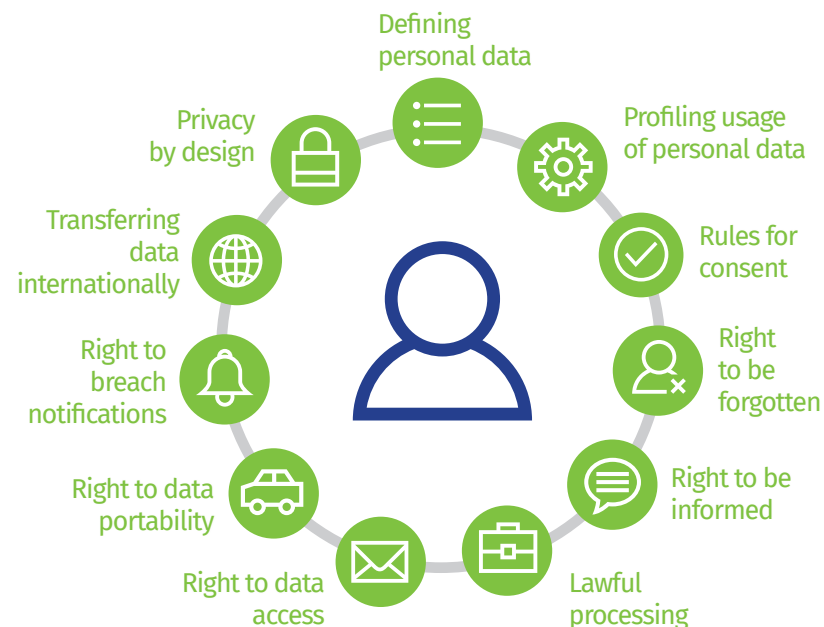 Defining
personal data
Profiling usage
of personal data
Rules for
consent
Right
to be
forgotten
Right to be
informed
Lawful
processing
Right to data
access
Right to data
portability
Right to
breach
notifications
Transferring
data
internationally
Privacy
by design